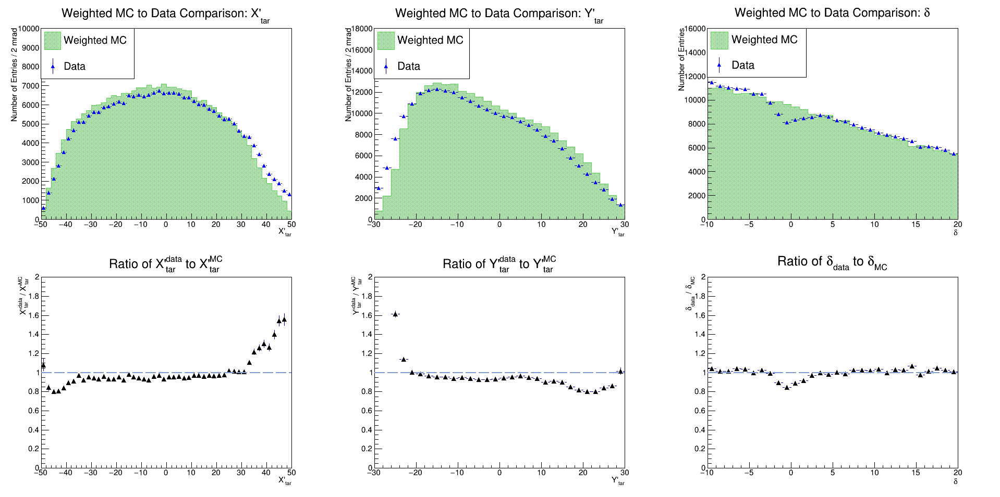 Weighted MC to Data Comparison: X'tar
Number of Entries / 2 mrad
10000
9000
8000
7000
6000
5000
4000
3000
2000
1000
0
Weighted MC
Data
−50 −40 −30 −20 −10 0 10 20 30 40 50
X'tar
Weighted MC to Data Comparison: Y'tar
Number of Entries / 2 mrad
18000
16000
14000
12000
10000
8000
6000
4000
2000
0
Weighted MC
Data
−30 −20 −10 0 10 20 30
Y'tar
Weighted MC to Data Comparison: δ
Number of Entries
16000
14000
12000
10000
8000
6000
4000
2000
0
Weighted MC
Data
−10 −5 0 5 10 15 20
δ
Ratio of X'data tar to X'MC tar
X'data tar / X'MC tar
2
1.8
1.6
1.4
1.2
1
0.8
0.6
0.4
0.2
0
−50 −40 −30 −20 −10 0 10 20 30 40 50
X'tar
Ratio of Y'data tar to Y'MC tar
Y'data tar / Y'MC tar
2
1.8
1.6
1.4
1.2
1
0.8
0.6
0.4
0.2
0
−30 −20 −10 0 10 20 30
Y'tar
Ratio of δdata to δMC
δdata / δMC
2
1.8
1.6
1.4
1.2
1
0.8
0.6
0.4
0.2
0
−10 −5 0 5 10 15 20
δ